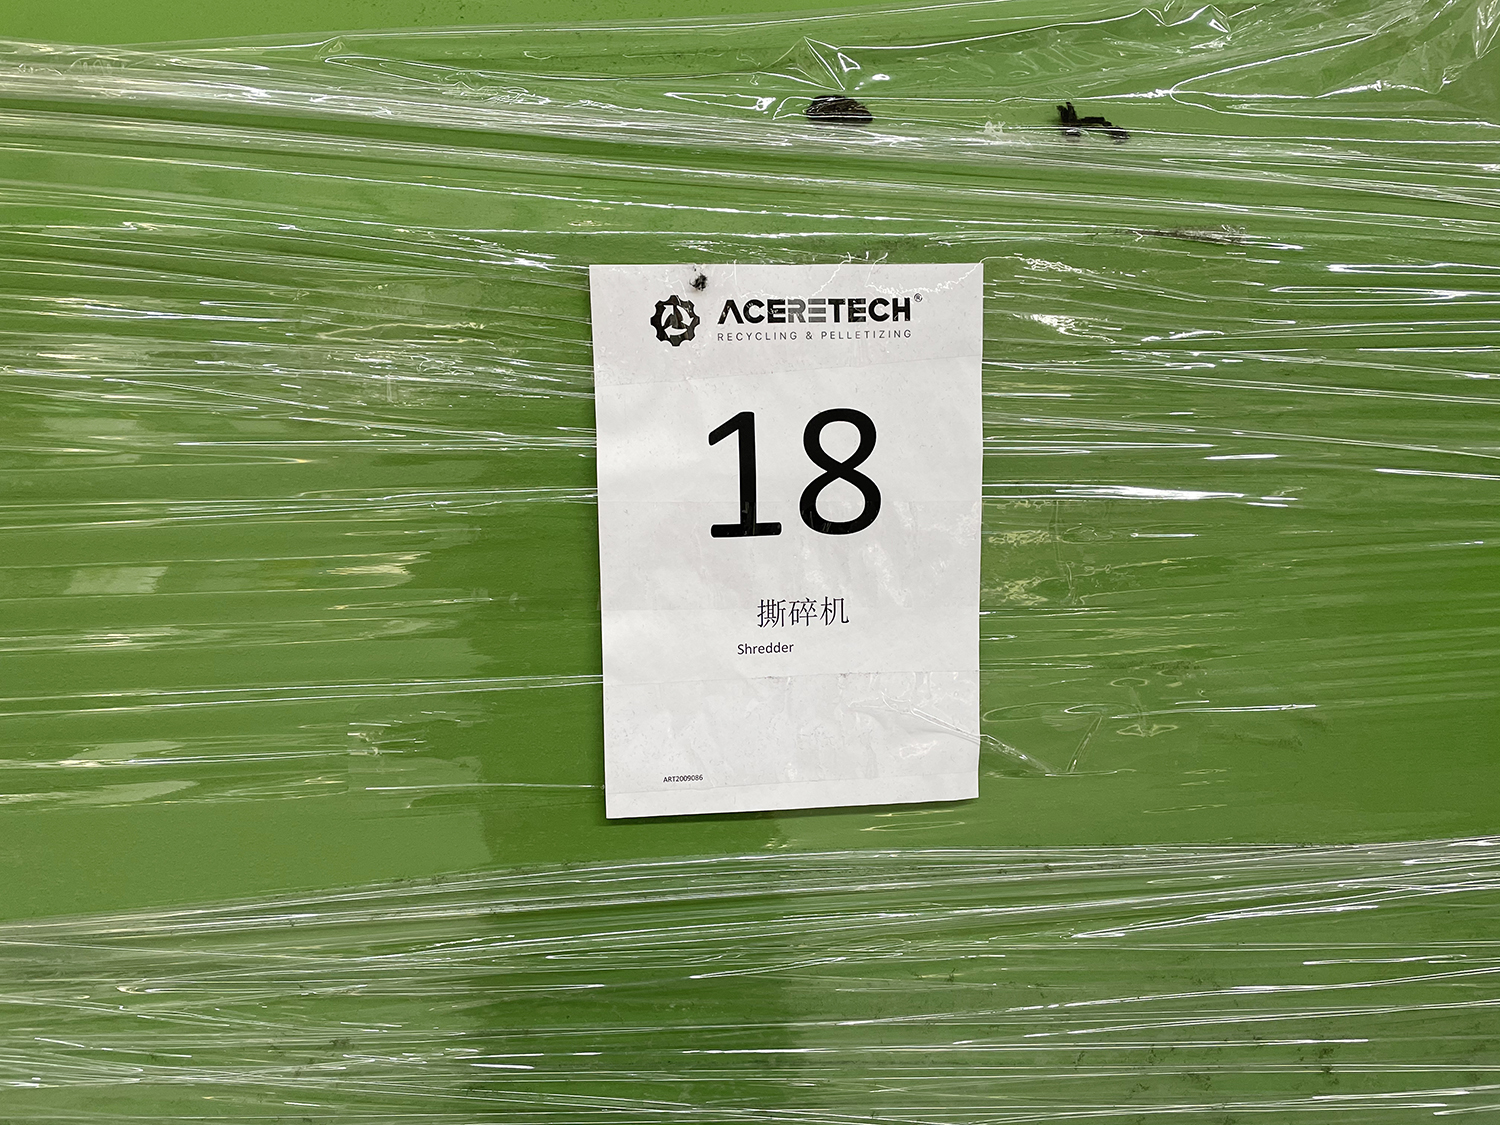 ACERETECH®
RECYCLING & PELLETIZING
18
撕碎机
Shredder
ART2009086